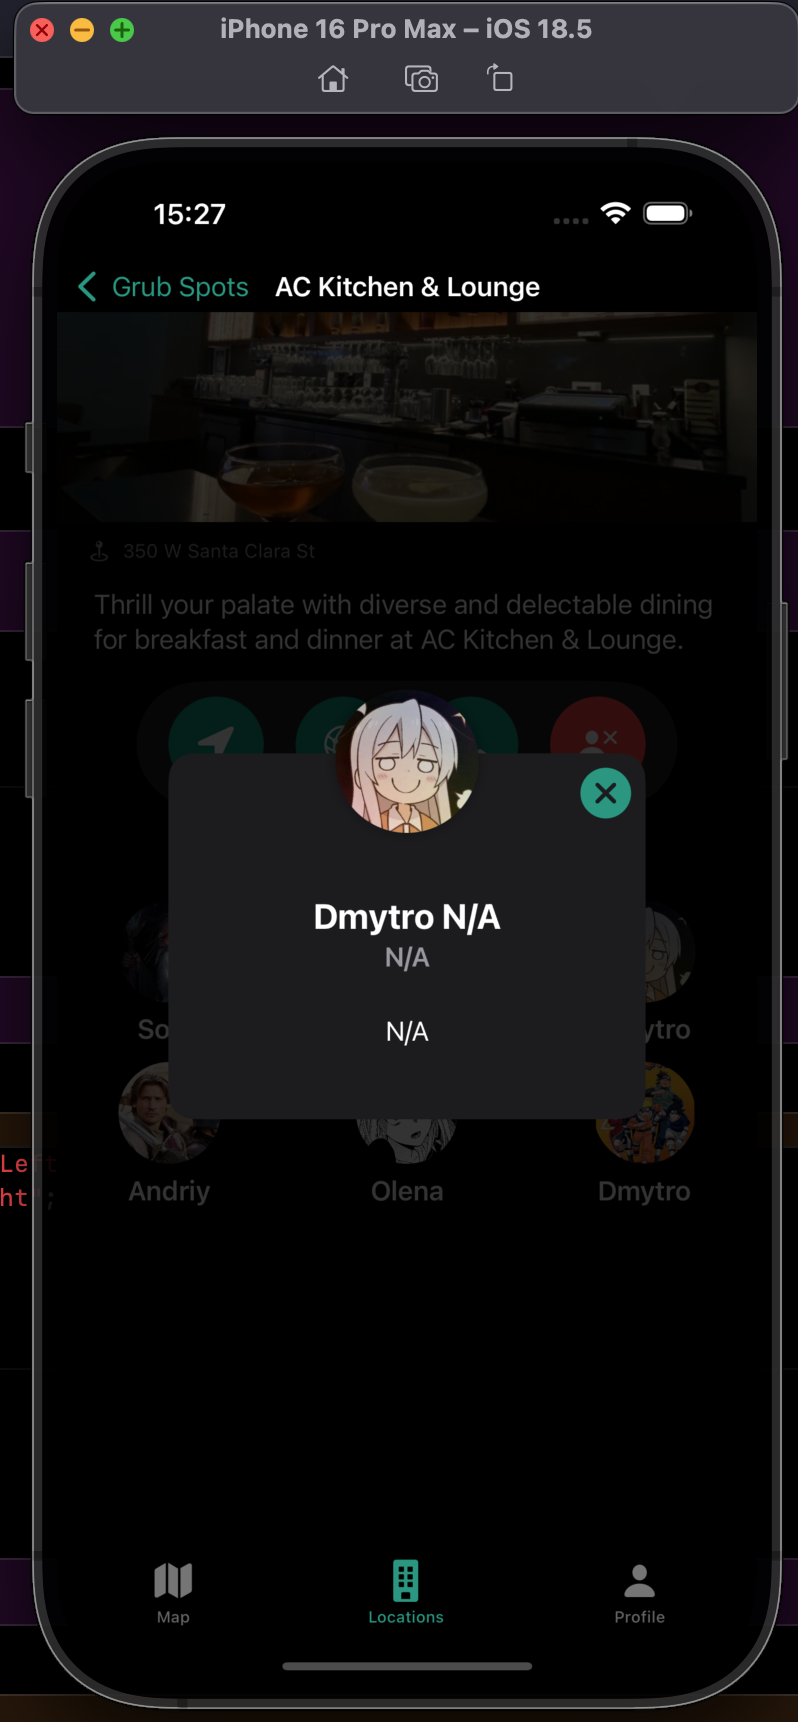 iPhone 16 Pro Max – iOS 18.5
15:27
Grub Spots
AC Kitchen & Lounge
350 W Santa Clara St
Thrill your palate with diverse and delectable dining
for breakfast and dinner at AC Kitchen & Lounge.
Dmytro N/A
N/A
N/A
So
ytro
Andriy
Olena
Dmytro
Left
ht";
Map
Locations
Profile